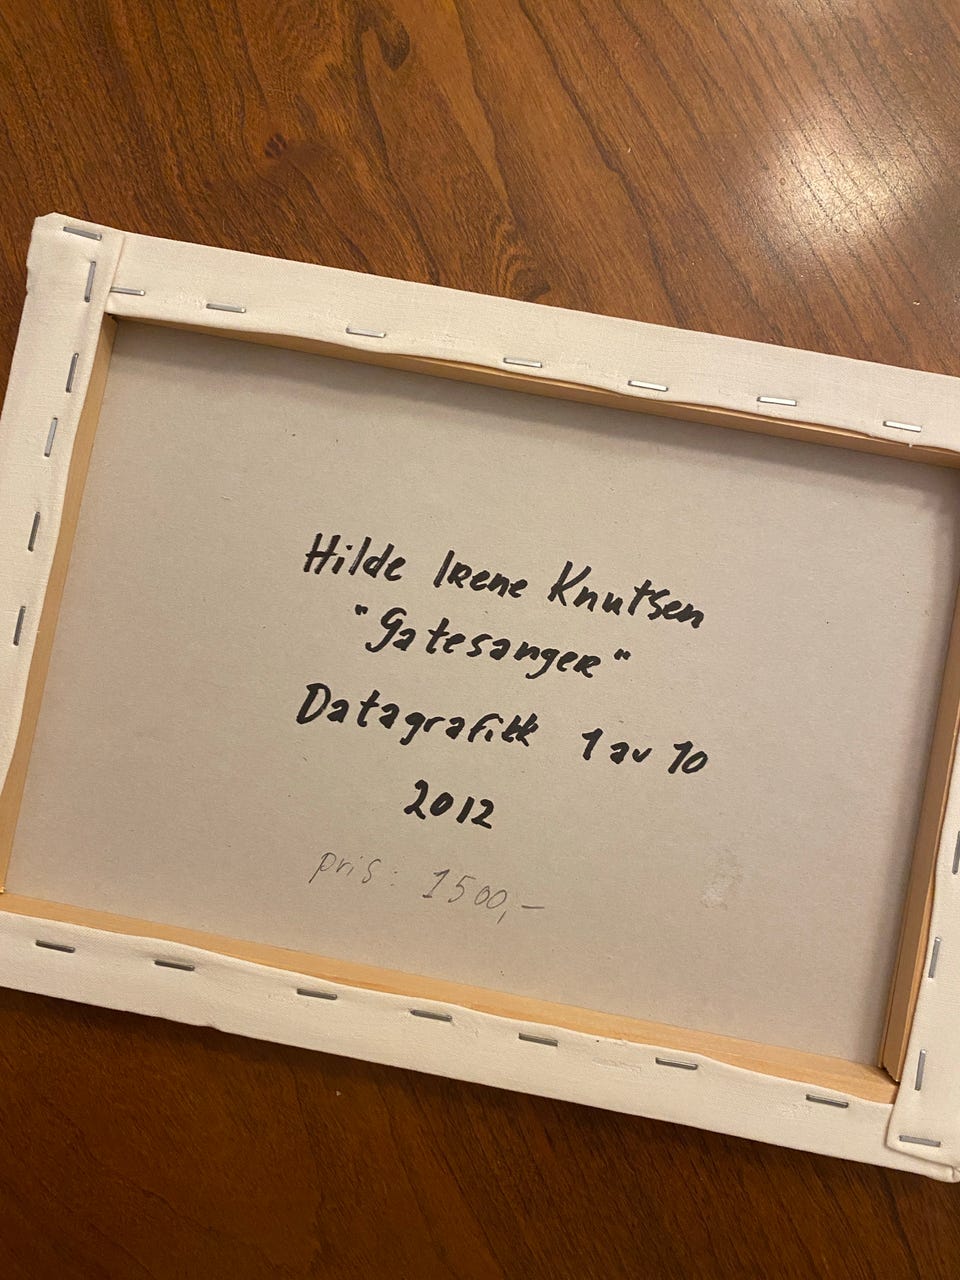 Hilde Irene Knutsen
"Gatesanger"
Datagrafikk 1 av 10
2012
pris: 1500,-